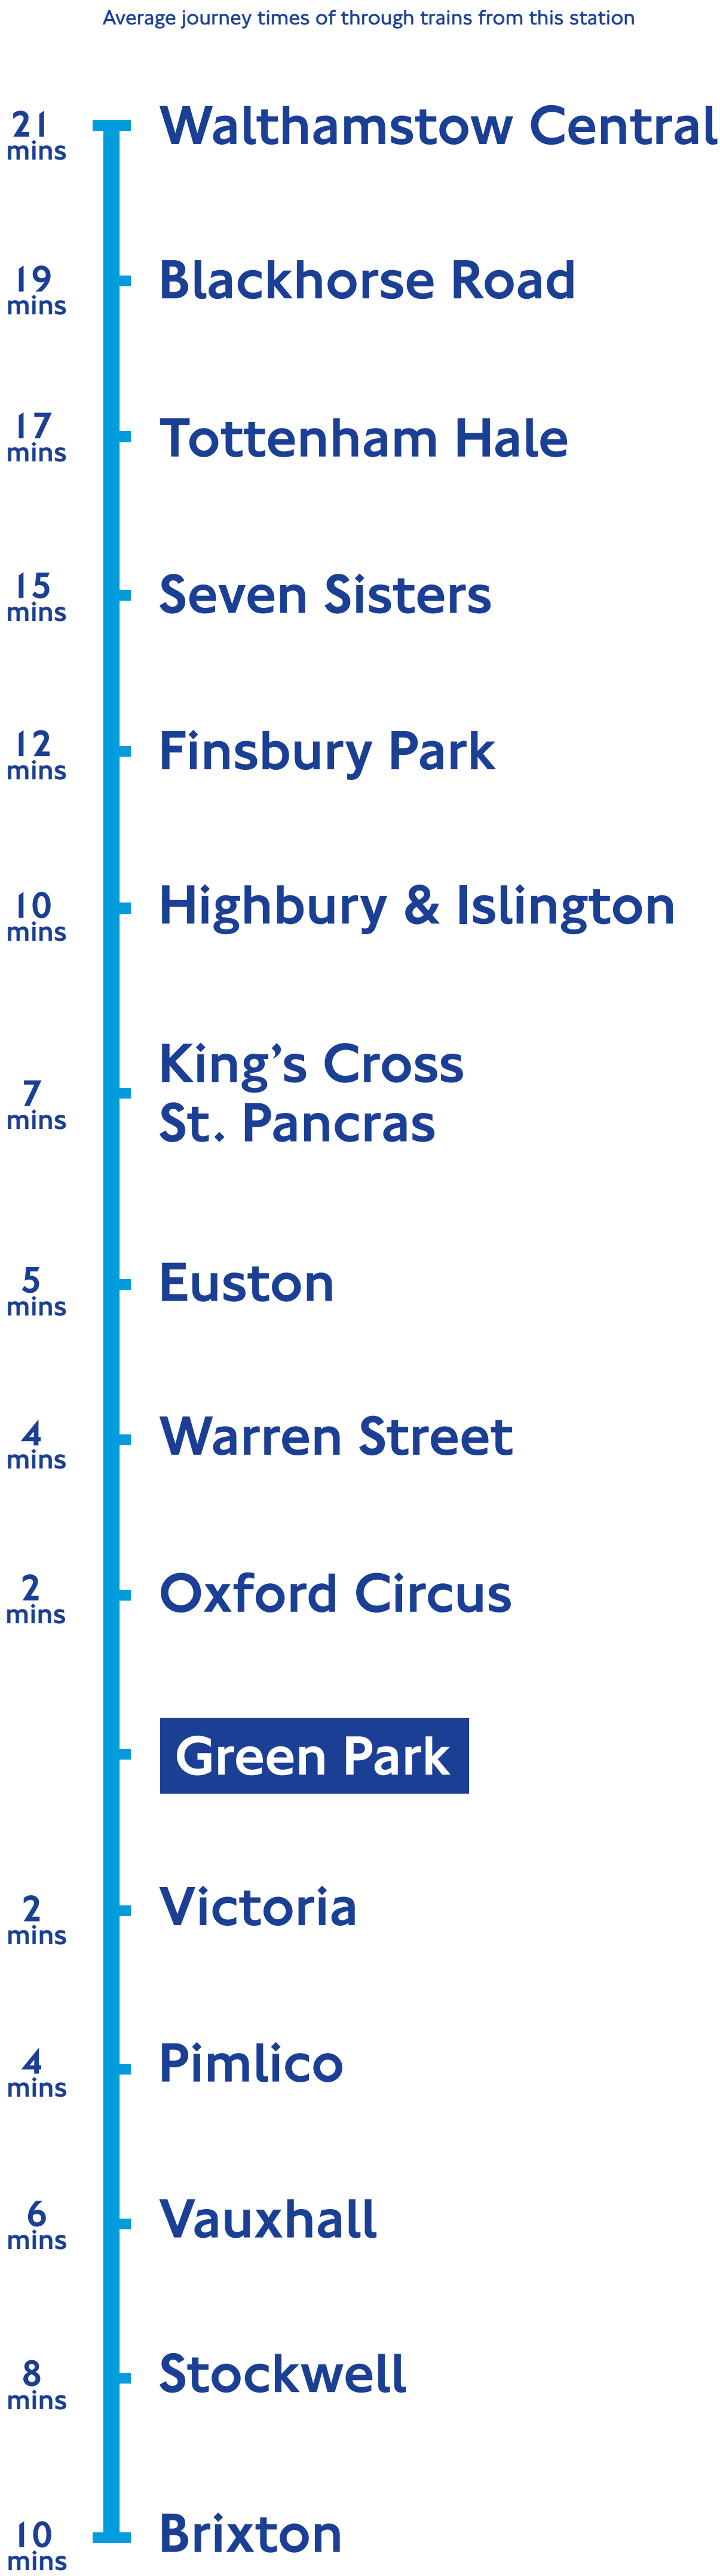 Average journey times of through trains from this station
21
mins
Walthamstow Central
19
mins
Blackhorse Road
17
mins
Tottenham Hale
15
mins
Seven Sisters
12
mins
Finsbury Park
10
mins
Highbury & Islington
7
mins
King’s Cross
St. Pancras
5
mins
Euston
4
mins
Warren Street
2
mins
Oxford Circus
Green Park
2
mins
Victoria
4
mins
Pimlico
6
mins
Vauxhall
8
mins
Stockwell
10
mins
Brixton